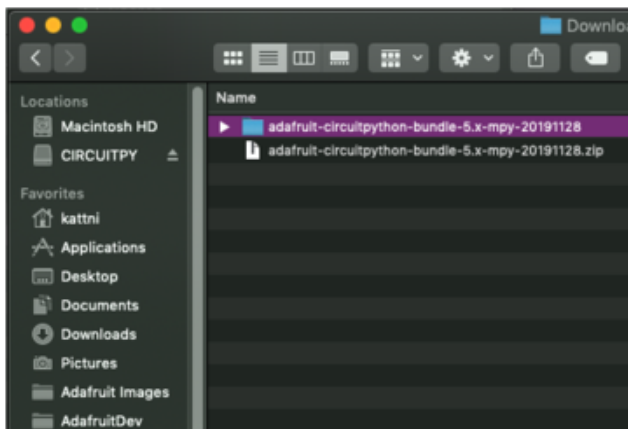 Downloa
Locations
Macintosh HD
CIRCUITPY
Favorites
kattni
Applications
Desktop
Documents
Downloads
Pictures
Adafruit Images
AdafruitDev
Name
adafruit-circuitpython-bundle-5.x-mpy-20191128
adafruit-circuitpython-bundle-5.x-mpy-20191128.zip